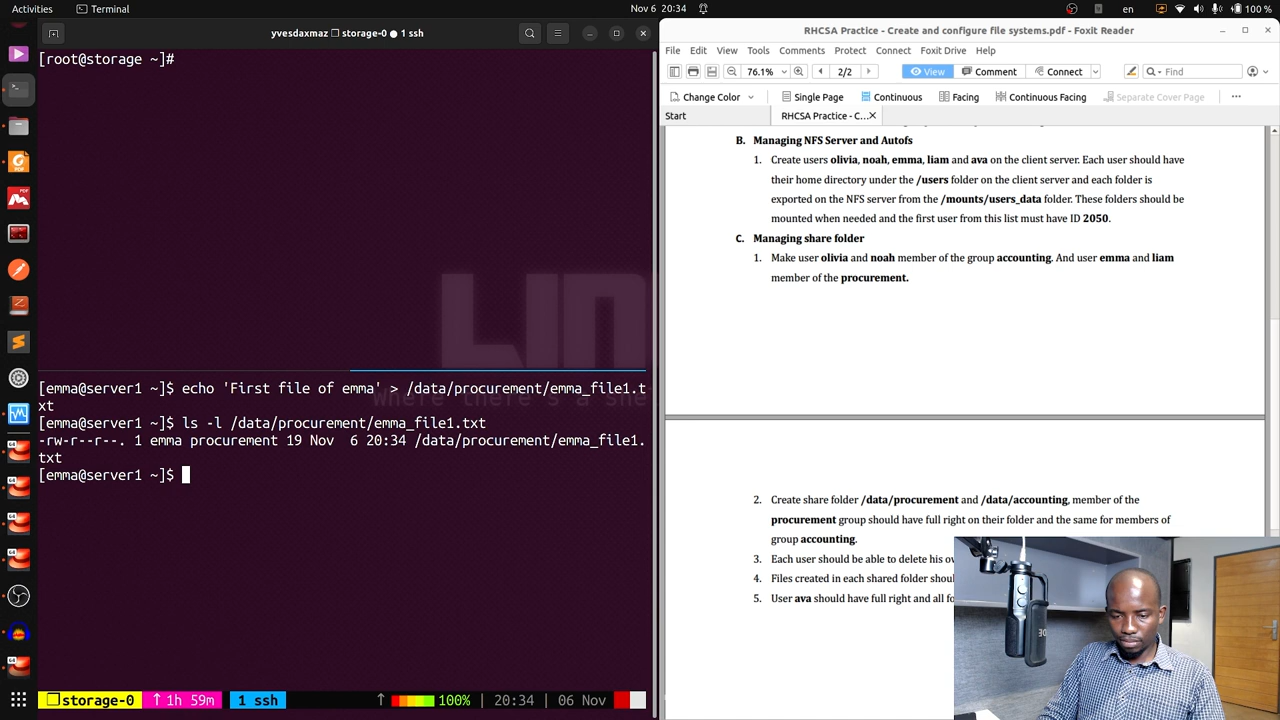 Activities
Terminal
Nov 6 20:34
100 %
yvesdaxmaz ❐ storage-0 ● 1 ssh
[root@storage ~]#
[emma@server1 ~]$ echo 'First file of emma' > /data/procurement/emma_file1.t
xt
[emma@server1 ~]$ ls -l /data/procurement/emma_file1.txt
-rw-r--r--. 1 emma procurement 19 Nov  6 20:34 /data/procurement/emma_file1.
txt
[emma@server1 ~]$
❐ storage-0 ↑ 1h 59m 1 ssh ↑ 100% | 20:34 | 06 Nov
RHCSA Practice - Create and configure file systems.pdf - Foxit Reader
File Edit View Tools Comments Protect Connect Foxit Drive Help
76.1% 2/2 View Comment Connect Find
Change Color Single Page Continuous Facing Continuous Facing Separate Cover Page ...
Start RHCSA Practice - C...
B. Managing NFS Server and Autofs
1. Create users olivia, noah, emma, liam and ava on the client server. Each user should have
their home directory under the /users folder on the client server and each folder is
exported on the NFS server from the /mounts/users_data folder. These folders should be
mounted when needed and the first user from this list must have ID 2050.
C. Managing share folder
1. Make user olivia and noah member of the group accounting. And user emma and liam
member of the procurement.
2. Create share folder /data/procurement and /data/accounting, member of the
procurement group should have full right on their folder and the same for members of
group accounting.
3. Each user should be able to delete his
4. Files created in each shared folder
5. User ava should have full right and all